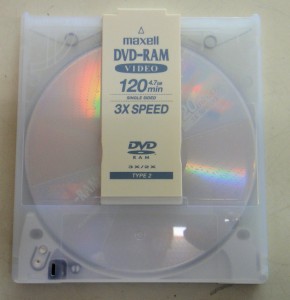 maxell
DVD-RAM
VIDEO
120min 4.7GB
SINGLE SIDED
3X SPEED
DVD
RAM
TYPE 2